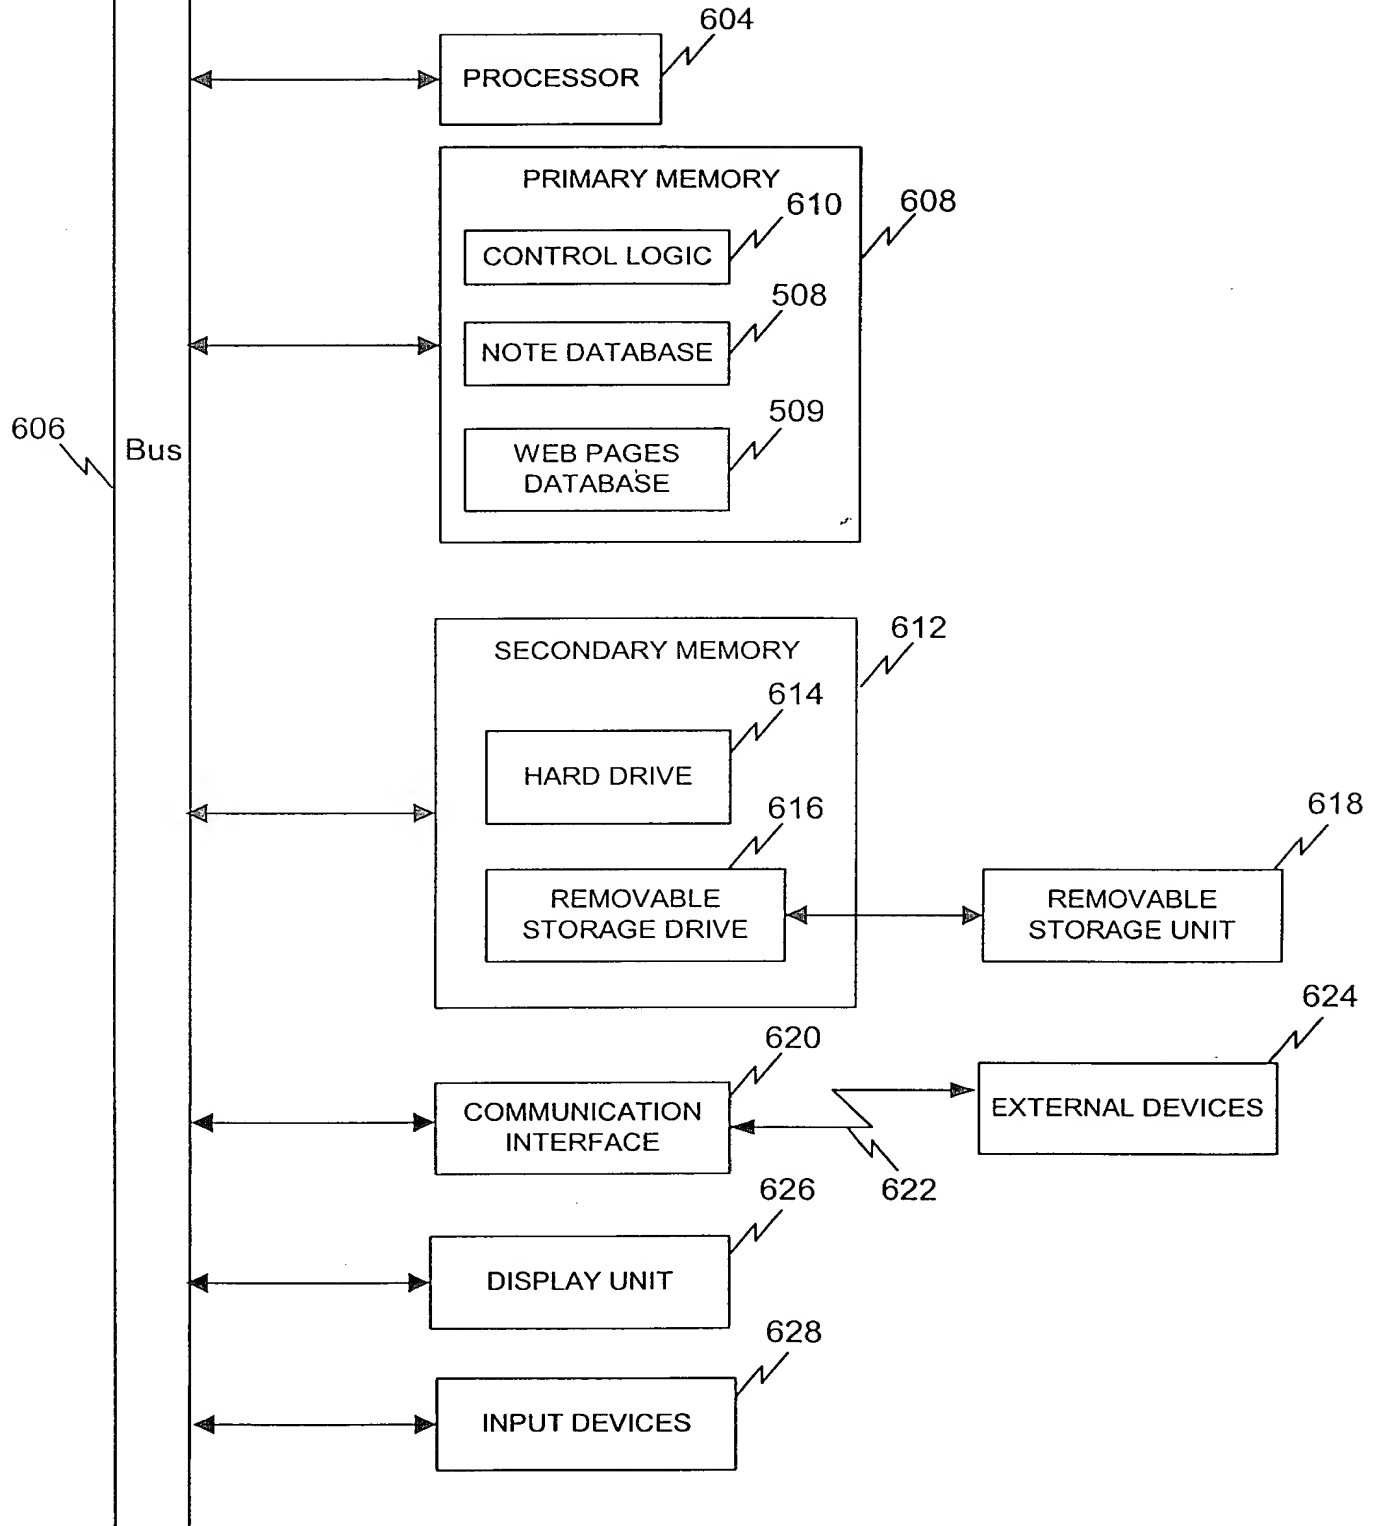 604
PROCESSOR
PRIMARY MEMORY
610
608
CONTROL LOGIC
508
NOTE DATABASE
509
606
Bus
WEB PAGES
DATABASE
612
SECONDARY MEMORY
614
HARD DRIVE
616
618
REMOVABLE
STORAGE DRIVE
REMOVABLE
STORAGE UNIT
624
620
COMMUNICATION
INTERFACE
EXTERNAL DEVICES
622
626
DISPLAY UNIT
628
INPUT DEVICES